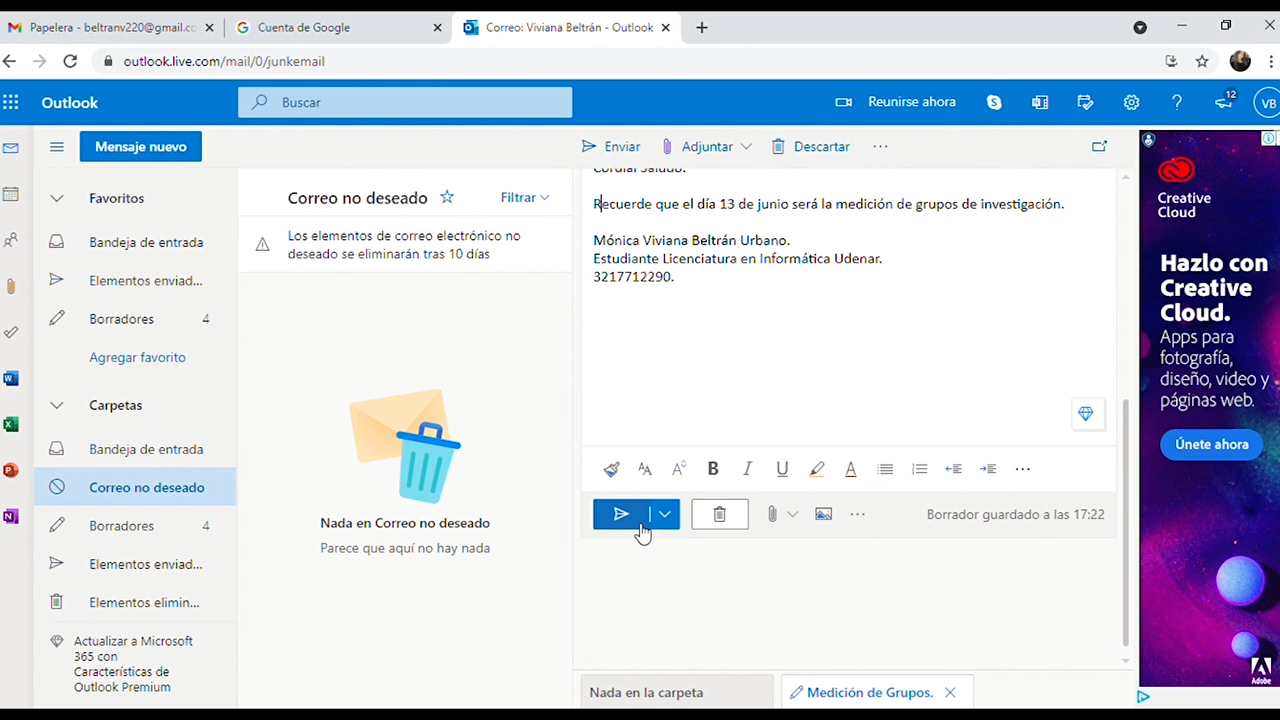 Papelera - beltranv220@gmail.co
Cuenta de Google
Correo: Viviana Beltrán - Outlook
outlook.live.com/mail/0/junkemail
Outlook
Buscar
Reunirse ahora
12
VB
Mensaje nuevo
Enviar
Adjuntar
Descartar
Favoritos
Bandeja de entrada
Elementos enviad...
Borradores 4
Agregar favorito
Carpetas
Bandeja de entrada
Correo no deseado
Borradores 4
Elementos enviad...
Elementos elimin...
Actualizar a Microsoft
365 con
Características de
Outlook Premium
Correo no deseado
Filtrar
Los elementos de correo electrónico no
deseado se eliminarán tras 10 días
Nada en Correo no deseado
Parece que aquí no hay nada
Cordial Saludo.
Recuerde que el día 13 de junio será la medición de grupos de investigación.
Mónica Viviana Beltrán Urbano.
Estudiante Licenciatura en Informática Udenar.
3217712290.
Borrador guardado a las 17:22
Nada en la carpeta
Medición de Grupos.
Creative
Cloud
Hazlo con
Creative
Cloud.
Apps para
fotografía,
diseño, video y
páginas web.
Únete ahora
Adobe